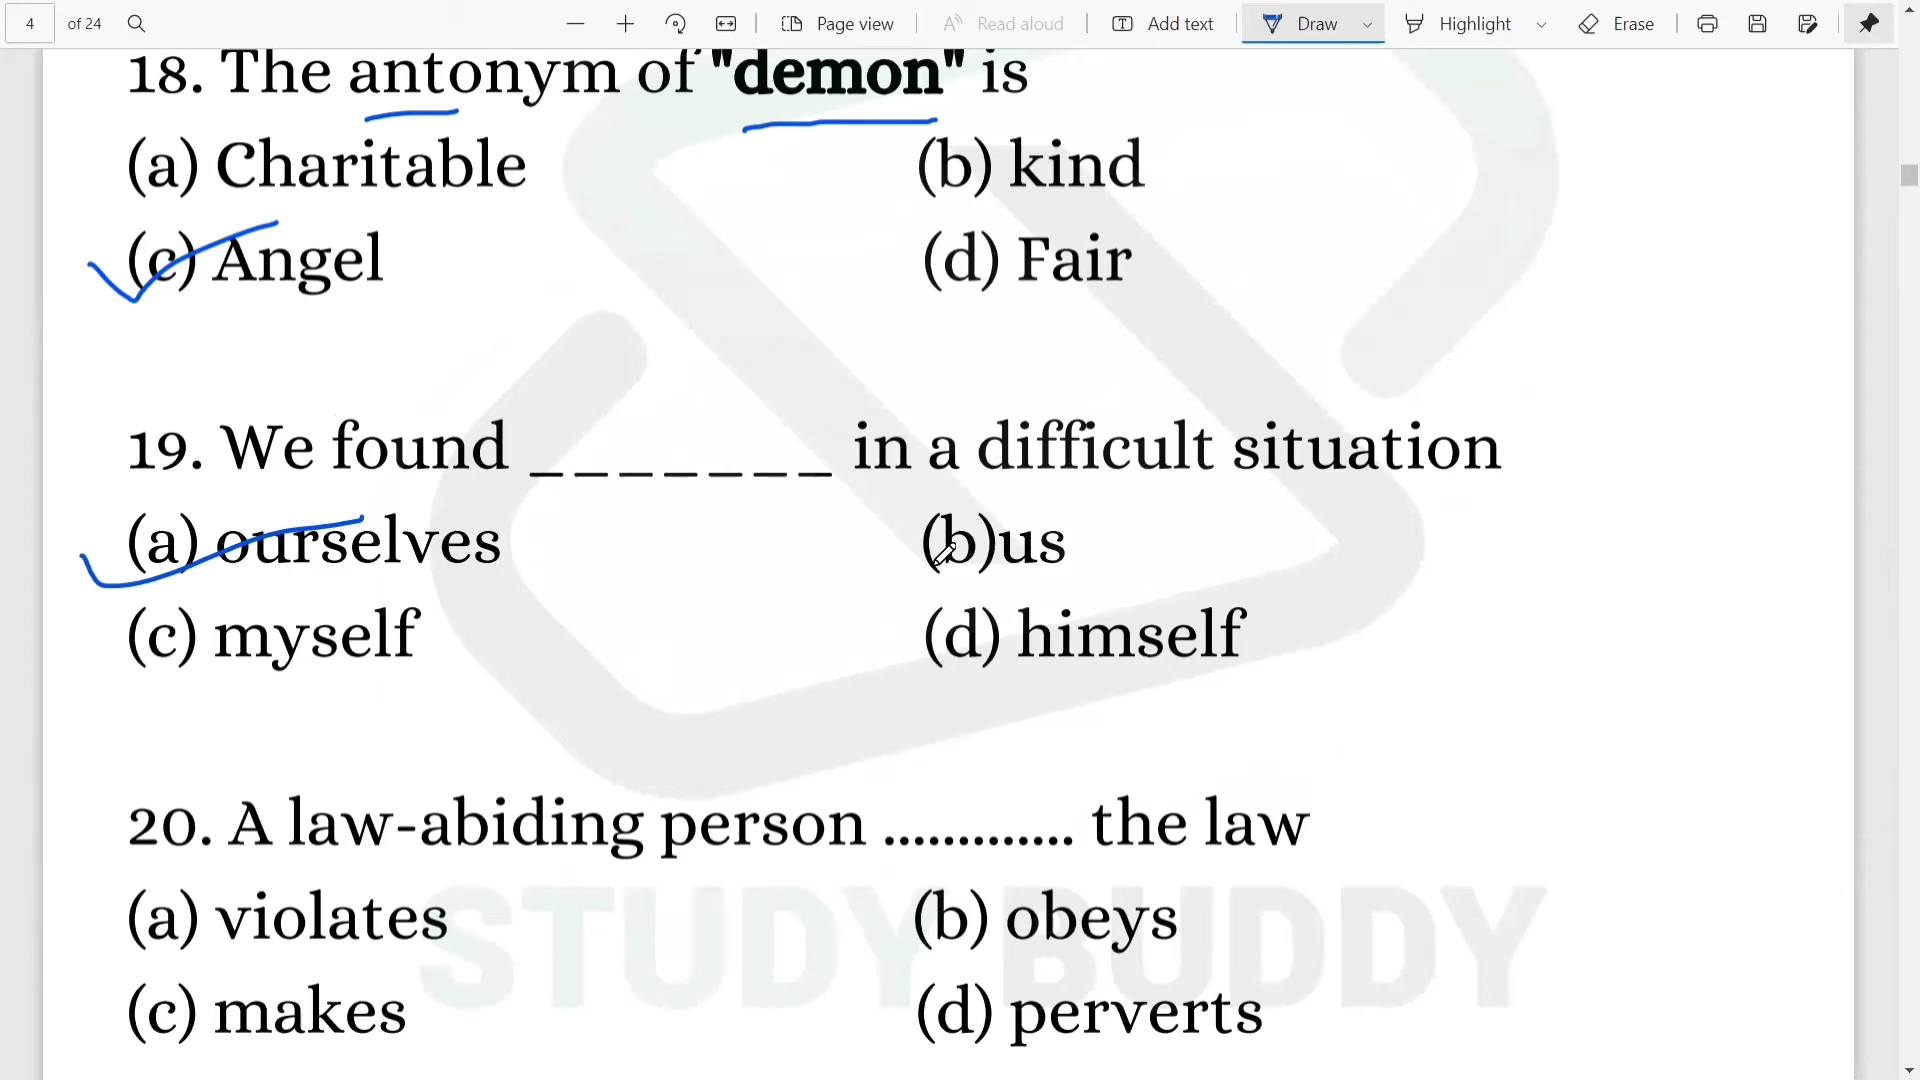 4 of 24 Page view Read aloud Add text Draw Highlight Erase
18. The antonym of "demon" is
(a) Charitable (b) kind
(c) Angel (d) Fair
19. We found _ _ _ _ _ _ _ in a difficult situation
(a) ourselves (b)us
(c) myself (d) himself
20. A law-abiding person ............. the law
(a) violates (b) obeys
(c) makes (d) perverts
STUDY BUDDY